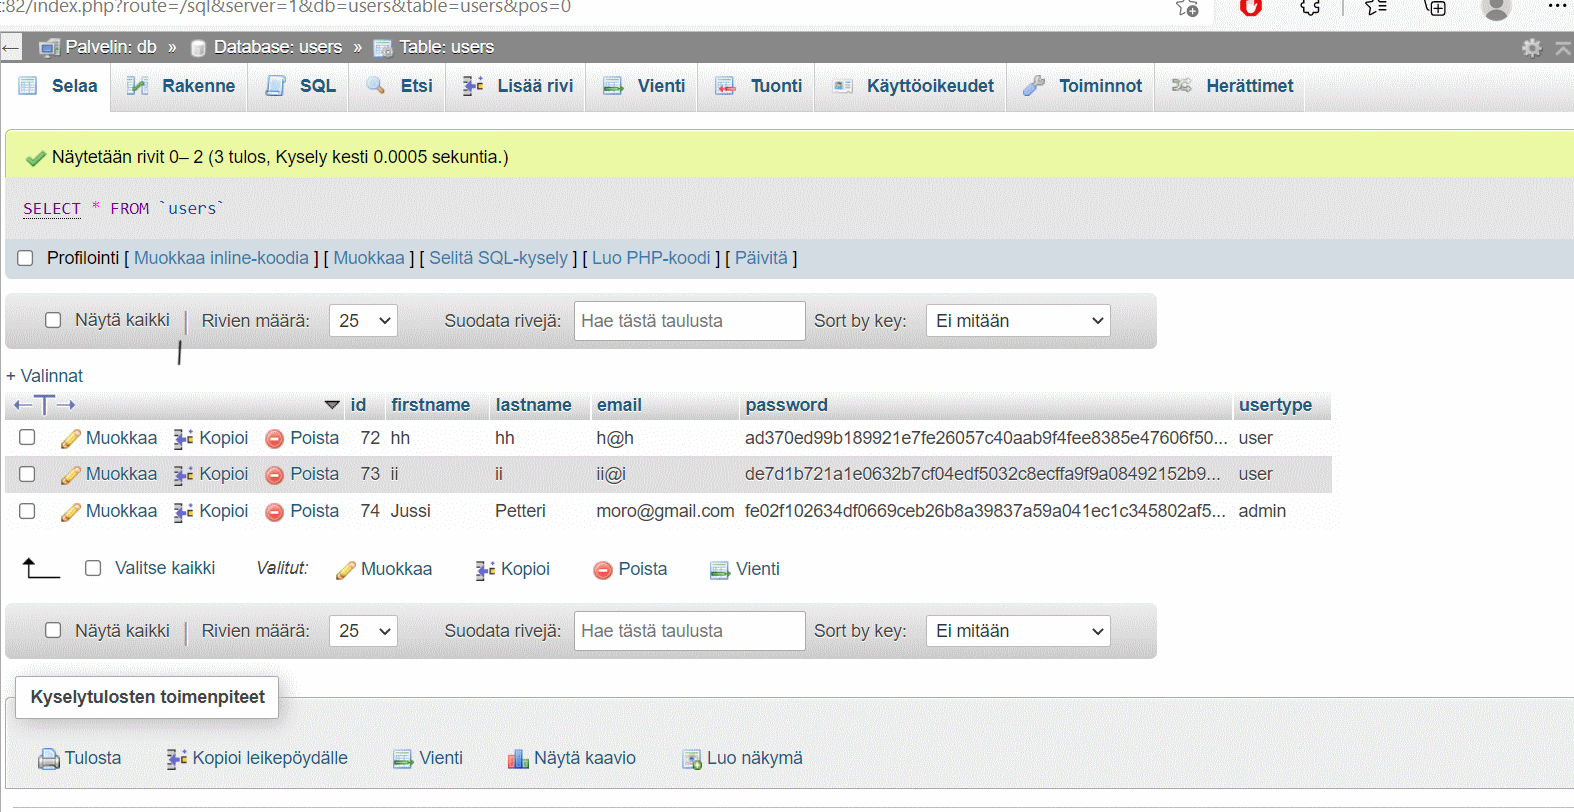 t:82/index.php?route=/sql&server=1&db=users&table=users&pos=0
Palvelin: db » Database: users » Table: users
Selaa Rakenne SQL Etsi Lisää rivi Vienti Tuonti Käyttöoikeudet Toiminnot Herättimet
Näytetään rivit 0– 2 (3 tulos, Kysely kesti 0.0005 sekuntia.)
SELECT * FROM `users`
Profilointi [ Muokkaa inline-koodia ] [ Muokkaa ] [ Selitä SQL-kysely ] [ Luo PHP-koodi ] [ Päivitä ]
Näytä kaikki Rivien määrä: 25 Suodata rivejä: Hae tästä taulusta Sort by key: Ei mitään
+ Valinnat
id firstname lastname email password usertype
Muokkaa Kopioi Poista 72 hh hh h@h ad370ed99b189921e7fe26057c40aab9f4fee8385e47606f50... user
Muokkaa Kopioi Poista 73 ii ii ii@i de7d1b721a1e0632b7cf04edf5032c8ecffa9f9a08492152b9... user
Muokkaa Kopioi Poista 74 Jussi Petteri moro@gmail.com fe02f102634df0669ceb26b8a39837a59a041ec1c345802af5... admin
Valitse kaikki Valitut: Muokkaa Kopioi Poista Vienti
Näytä kaikki Rivien määrä: 25 Suodata rivejä: Hae tästä taulusta Sort by key: Ei mitään
Kyselytulosten toimenpiteet
Tulosta Kopioi leikepöydälle Vienti Näytä kaavio Luo näkymä